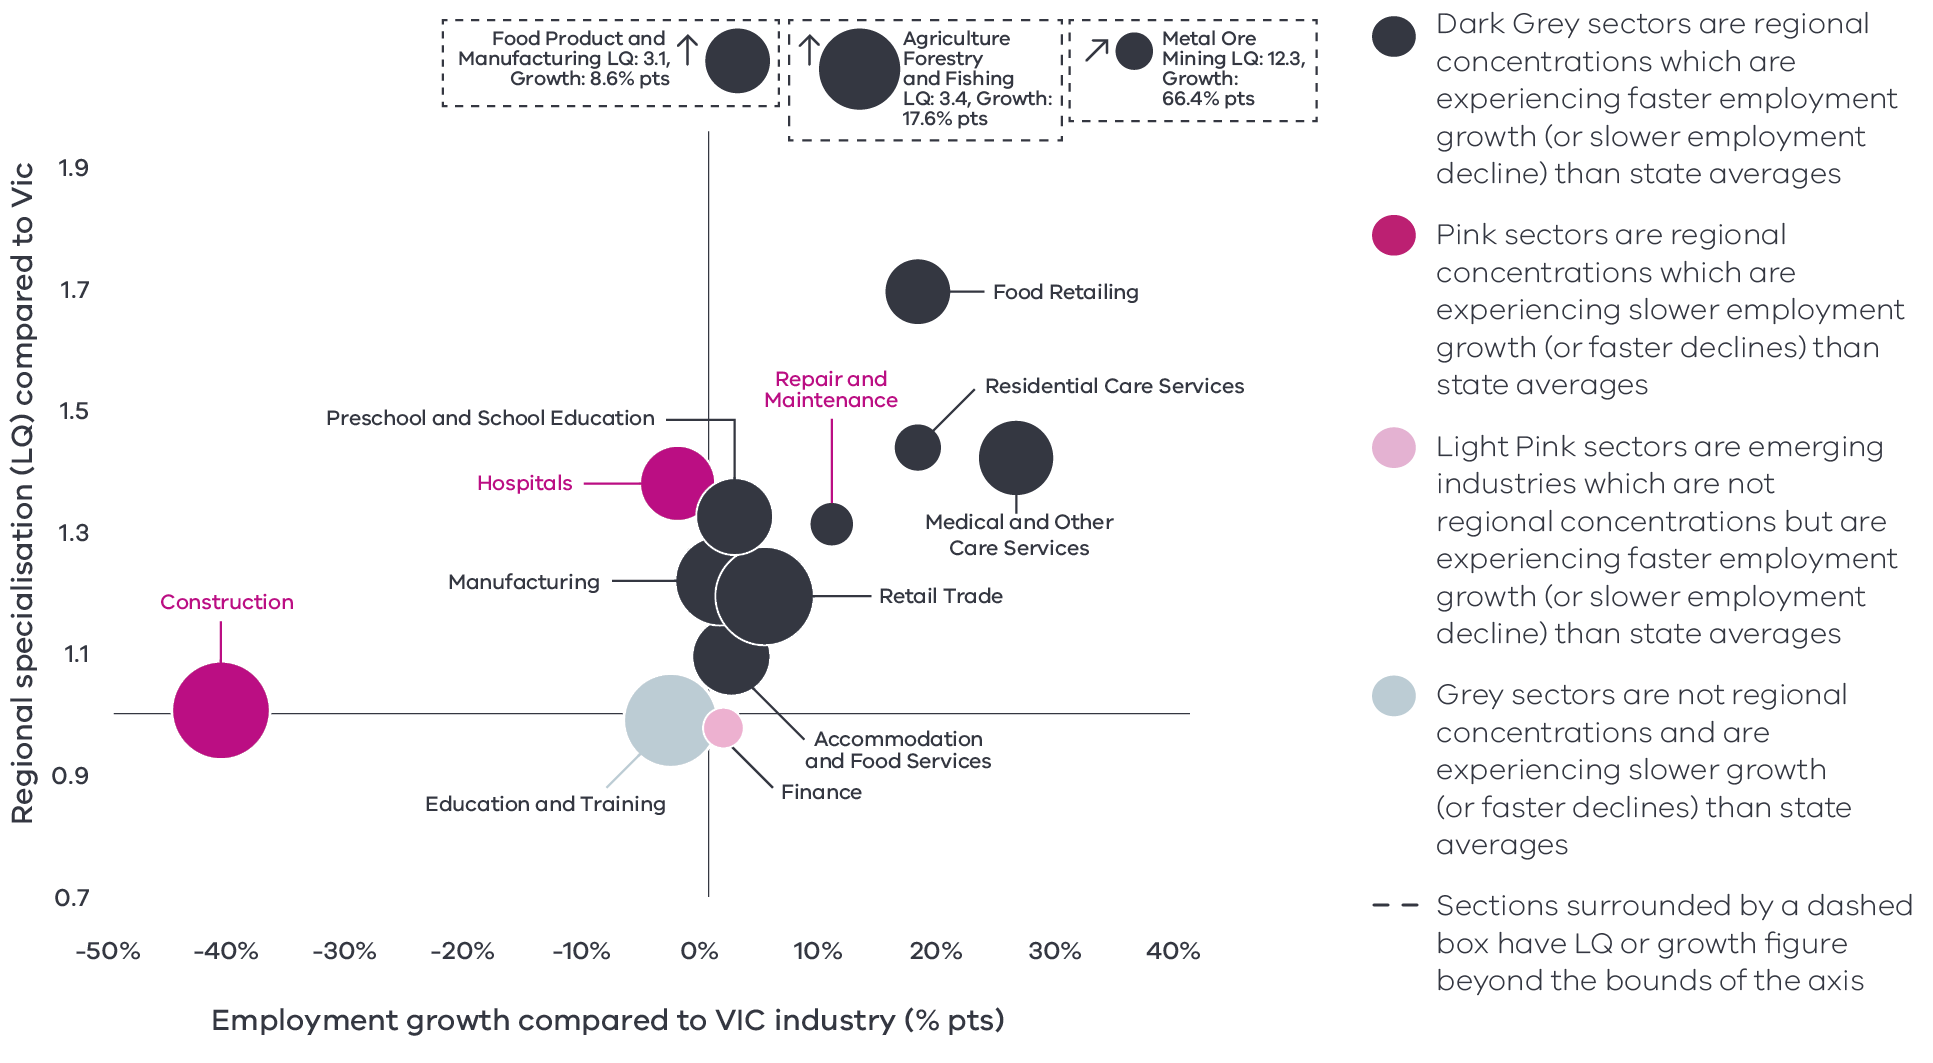 Food Product and
Manufacturing LQ: 3.1,
Growth: 8.6% pts
Agriculture
Forestry
and Fishing
LQ: 3.4, Growth:
17.6% pts
Metal Ore
Mining LQ: 12.3,
Growth:
66.4% pts
Regional specialisation (LQ) compared to Vic
1.9
1.7
1.5
1.3
1.1
0.9
0.7
Food Retailing
Repair and
Maintenance
Residential Care Services
Preschool and School Education
Hospitals
Medical and Other
Care Services
Manufacturing
Retail Trade
Construction
Accommodation
and Food Services
Finance
Education and Training
-50%
-40%
-30%
-20%
-10%
0%
10%
20%
30%
40%
Employment growth compared to VIC industry (% pts)
Dark Grey sectors are regional
concentrations which are
experiencing faster employment
growth (or slower employment
decline) than state averages
Pink sectors are regional
concentrations which are
experiencing slower employment
growth (or faster declines) than
state averages
Light Pink sectors are emerging
industries which are not
regional concentrations but are
experiencing faster employment
growth (or slower employment
decline) than state averages
Grey sectors are not regional
concentrations and are
experiencing slower growth
(or faster declines) than state
averages
Sections surrounded by a dashed
box have LQ or growth figure
beyond the bounds of the axis